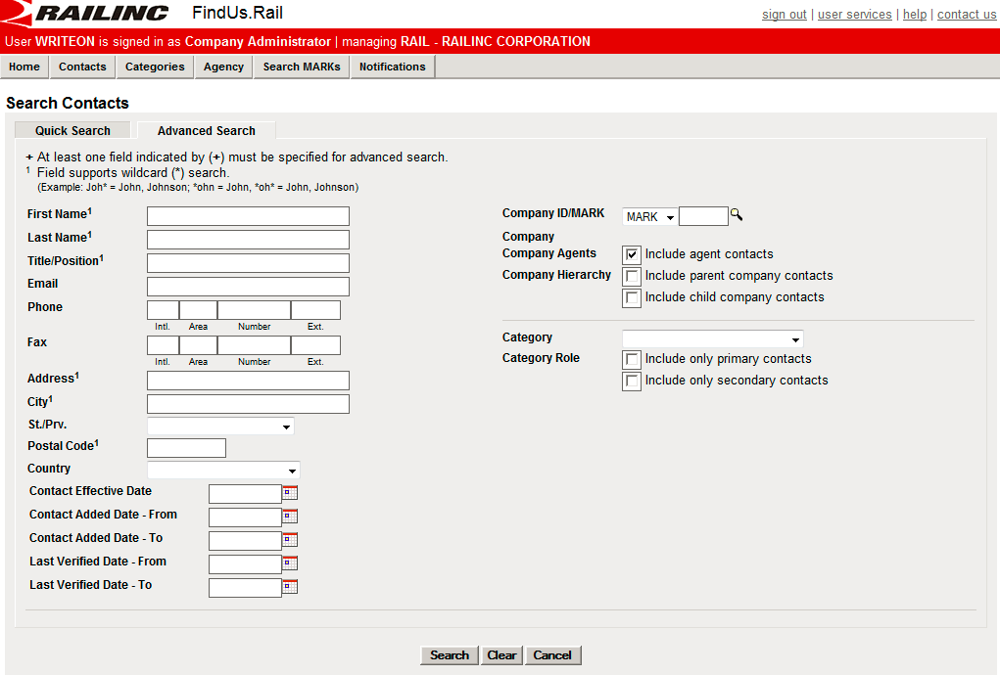 RAILINC FindUs.Rail
sign out | user services | help | contact us
User WRITEON is signed in as Company Administrator | managing RAIL - RAILINC CORPORATION
Home Contacts Categories Agency Search MARKs Notifications
Search Contacts
Quick Search Advanced Search
+ At least one field indicated by (+) must be specified for advanced search.
1 Field supports wildcard (*) search.
(Example: Joh* = John, Johnson; *ohn = John, *oh* = John, Johnson)
First Name1
Last Name1
Title/Position1
Email
Phone
Intl. Area Number Ext.
Fax
Intl. Area Number Ext.
Address1
City1
St./Prv.
Postal Code1
Country
Contact Effective Date
Contact Added Date - From
Contact Added Date - To
Last Verified Date - From
Last Verified Date - To
Company ID/MARK MARK
Company
Company Agents Include agent contacts
Company Hierarchy Include parent company contacts
Include child company contacts
Category
Category Role Include only primary contacts
Include only secondary contacts
Search Clear Cancel